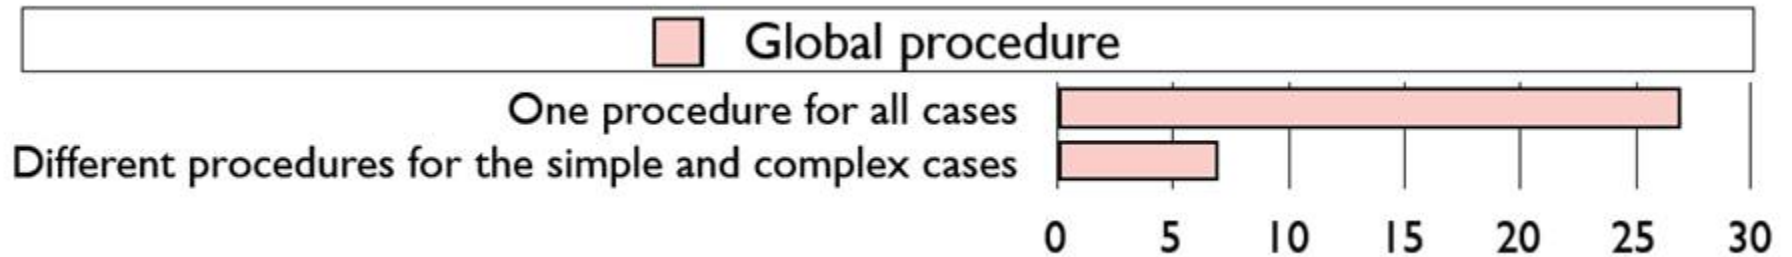 Global procedure
One procedure for all cases
Different procedures for the simple and complex cases
0 5 10 15 20 25 30